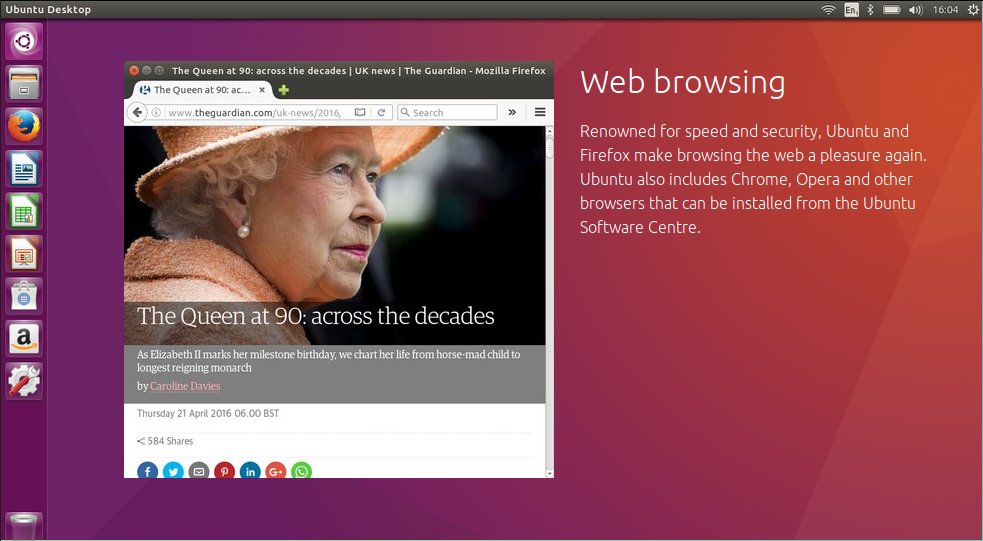 Ubuntu Desktop
En
16:04
The Queen at 90: across the decades | UK news | The Guardian - Mozilla Firefox
The Queen at 90: ac...
www.theguardian.com/uk-news/2016,
Search
The Queen at 90: across the decades
As Elizabeth II marks her milestone birthday, we chart her life from horse-mad child to
longest reigning monarch
by Caroline Davies
Thursday 21 April 2016 06.00 BST
584 Shares
Web browsing
Renowned for speed and security, Ubuntu and
Firefox make browsing the web a pleasure again.
Ubuntu also includes Chrome, Opera and other
browsers that can be installed from the Ubuntu
Software Centre.